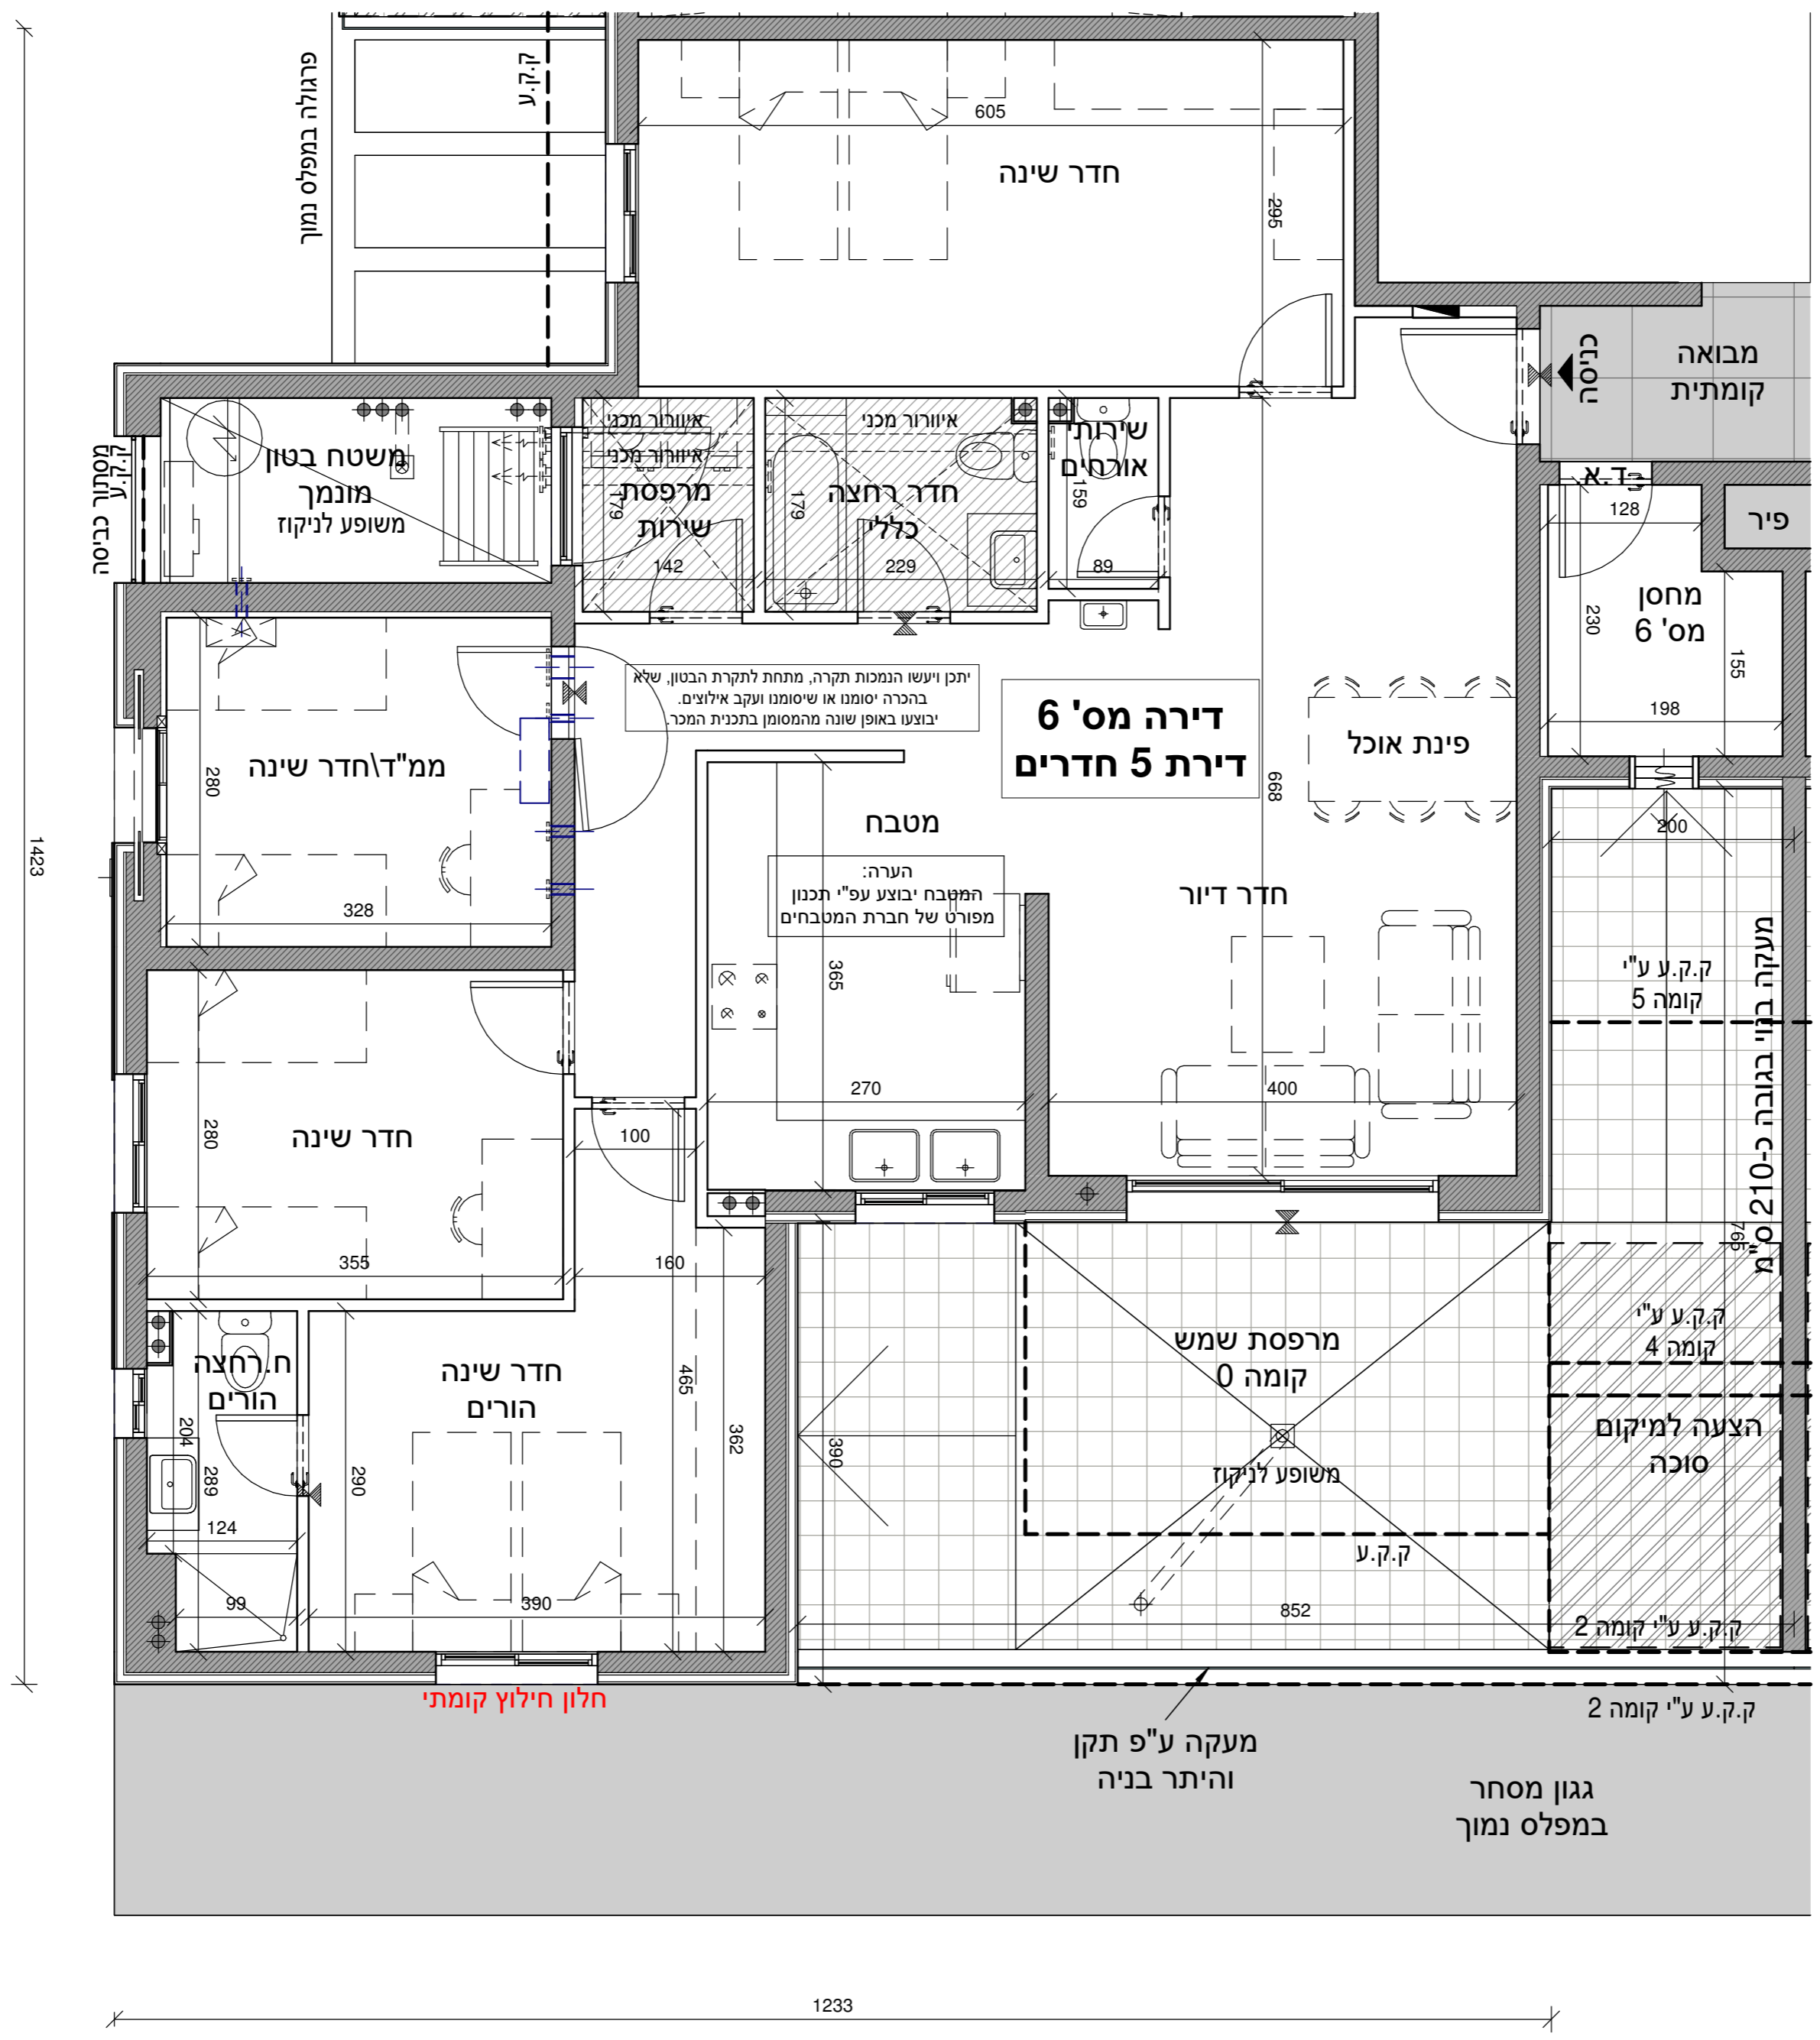 פרגולה במפלס נמוך
ק.ק.ע
605
חדר שינה
295
כניסה
מבואה
קומתית
מסתור כביסה
ק.ק.ע
משטח בטון
מונמך
משופע לניקוז
איוורור מכני
איוורור מכני
מרפסת
שירות
179
142
איוורור מכני
חדר רחצה
כללי
179
229
שירותי
אורחים
159
89
ד.א
128
פיר
מחסן
מס' 6
230
155
198
יתכן ויעשו הנמכות תקרה, מתחת לתקרת הבטון, שלא
בהכרה יסומנו או שיסומנו ועקב אילוצים.
יבוצעו באופן שונה מהמסומן בתכנית המכר.
דירה מס' 6
דירת 5 חדרים
פינת אוכל
668
ממ"ד\חדר שינה
280
328
1423
מטבח
הערה:
המטבח יבוצע עפ"י תכנון
מפורט של חברת המטבחים
365
270
חדר דיור
400
200
ק.ק.ע ע"י
קומה 5
מעקה בנוי בגובה כ-210 ס"מ
765
חדר שינה
280
355
100
160
ח.רחצה
הורים
204
289
124
99
חדר שינה
הורים
465
362
290
390
מרפסת שמש
קומה 0
390
משופע לניקוז
ק.ק.ע
852
ק.ק.ע ע"י
קומה 4
הצעה למיקום
סוכה
ק.ק.ע ע"י קומה 2
ק.ק.ע ע"י קומה 2
חלון חילוץ קומתי
מעקה ע"פ תקן
והיתר בניה
גגון מסחר
במפלס נמוך
1233